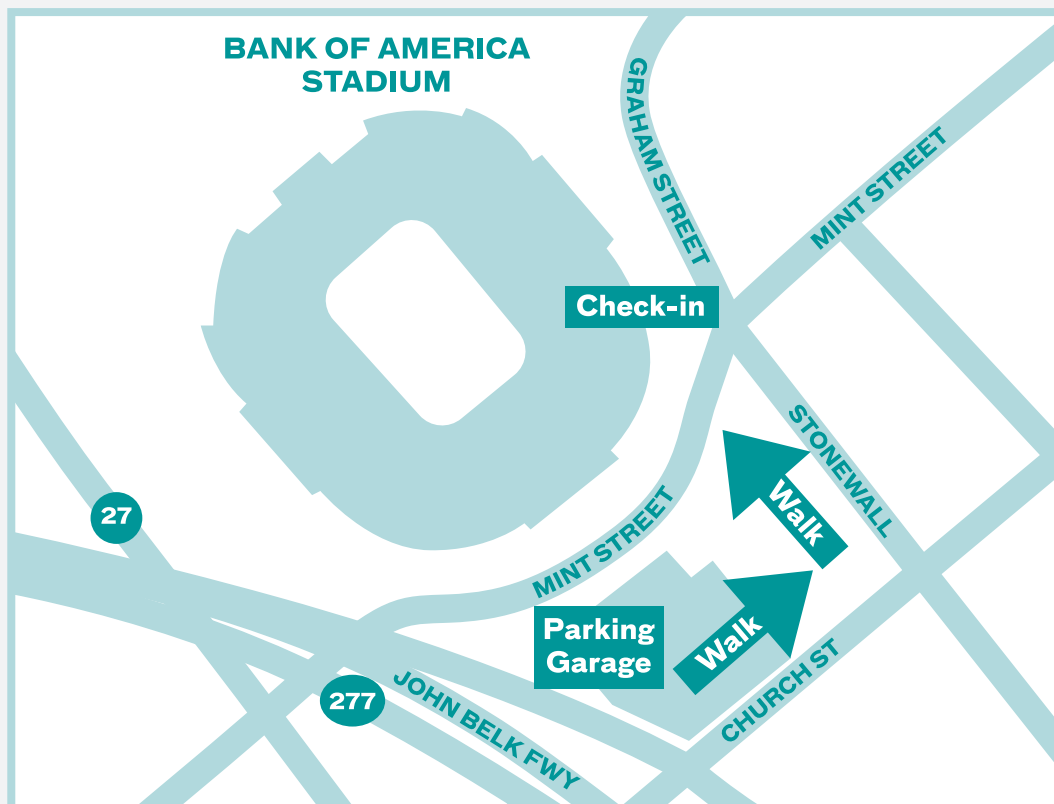 BANK OF AMERICA
STADIUM
GRAHAM STREET
MINT STREET
Check-in
STONEWALL
27
Walk
MINT STREET
Parking
Garage
Walk
CHURCH ST
277
JOHN BELK FWY